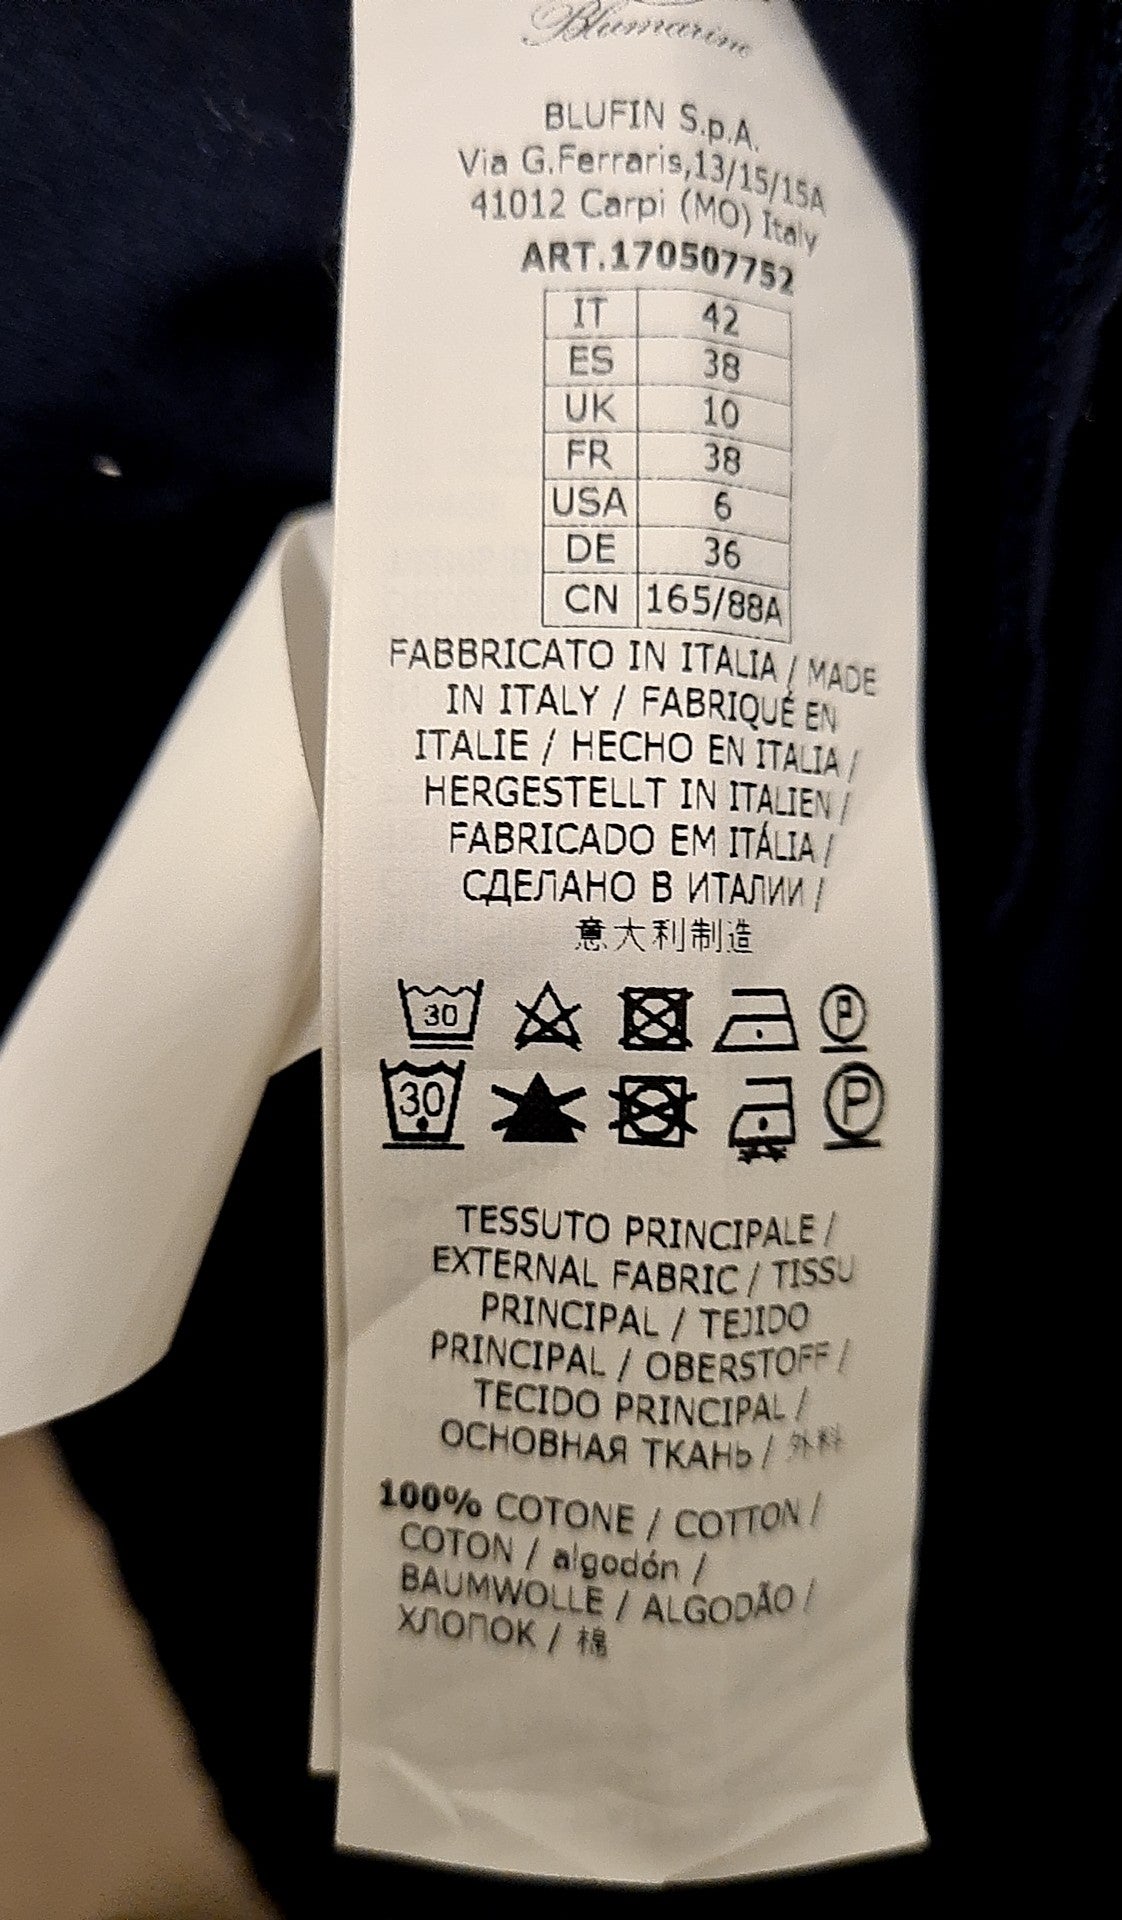 Blumarine
BLUFIN S.p.A.
Via G.Ferraris,13/15/15A
41012 Carpi (MO) Italy
ART.170507752
IT 42
ES 38
UK 10
FR 38
USA 6
DE 36
CN 165/88A
FABBRICATO IN ITALIA / MADE
IN ITALY / FABRIQUÉ EN
ITALIE / HECHO EN ITALIA /
HERGESTELLT IN ITALIEN /
FABRICADO EM ITÁLIA /
СДЕЛАНО В ИТАЛИИ /
意大利制造
30 P
30 P
TESSUTO PRINCIPALE /
EXTERNAL FABRIC / TISSU
PRINCIPAL / TEJIDO
PRINCIPAL / OBERSTOFF /
TECIDO PRINCIPAL /
ОСНОВНАЯ ТКАНЬ / 外料
100% COTONE / COTTON /
COTON / algodón /
BAUMWOLLE / ALGODÃO /
ХЛОПОК / 棉